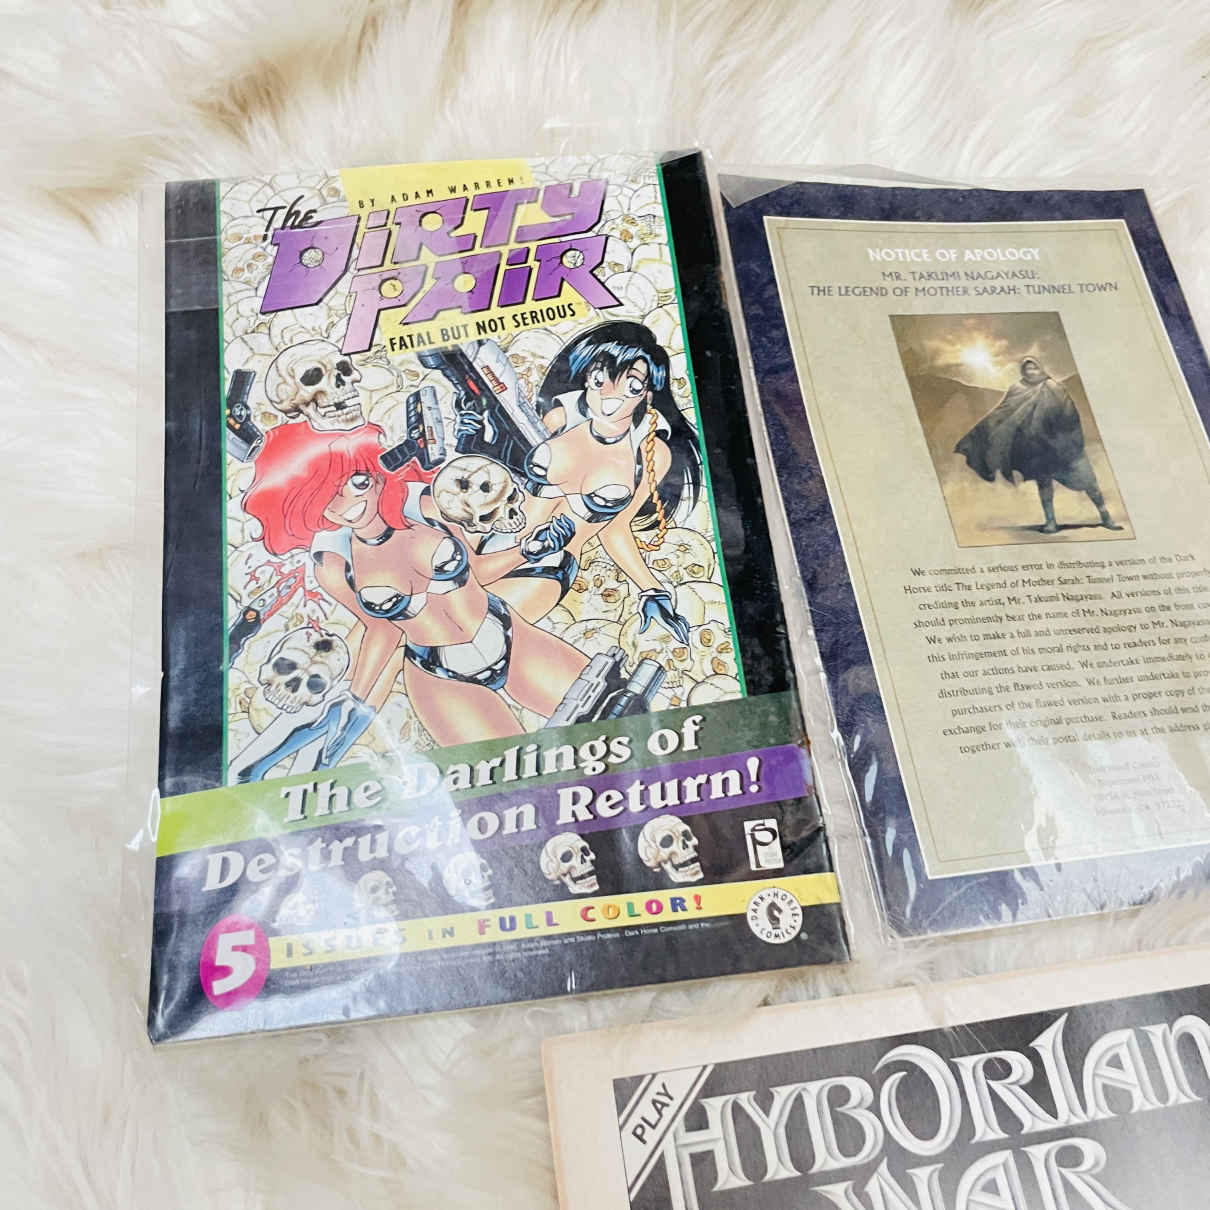 BY ADAM WARREN!
The
DiRTY
PAiR
FATAL BUT NOT SERIOUS™
The Darlings of
Destruction Return!
5 ISSUES IN FULL COLOR!
DARK HORSE
COMICS
NOTICE OF APOLOGY
MR. TAKUMI NAGAYASU:
THE LEGEND OF MOTHER SARAH: TUNNEL TOWN
We committed a serious error in distributing a version of the Dark
Horse title The Legend of Mother Sarah: Tunnel Town without properly
crediting the artist, Mr. Takumi Nagayasu. All versions of this title
should prominently bear the name of Mr. Nagayasu on the front
We wish to make a full and unreserved apology to Mr. Nagayasu
this infringement of his moral rights and to readers for any
that our actions have caused. We undertake immediately to
distributing the flawed version. We further undertake to
purchasers of the flawed version with a proper copy of the
exchange for their original purchase. Readers should send
together with their postal details to us at the address
PLAY
HYBORIAN
WAR